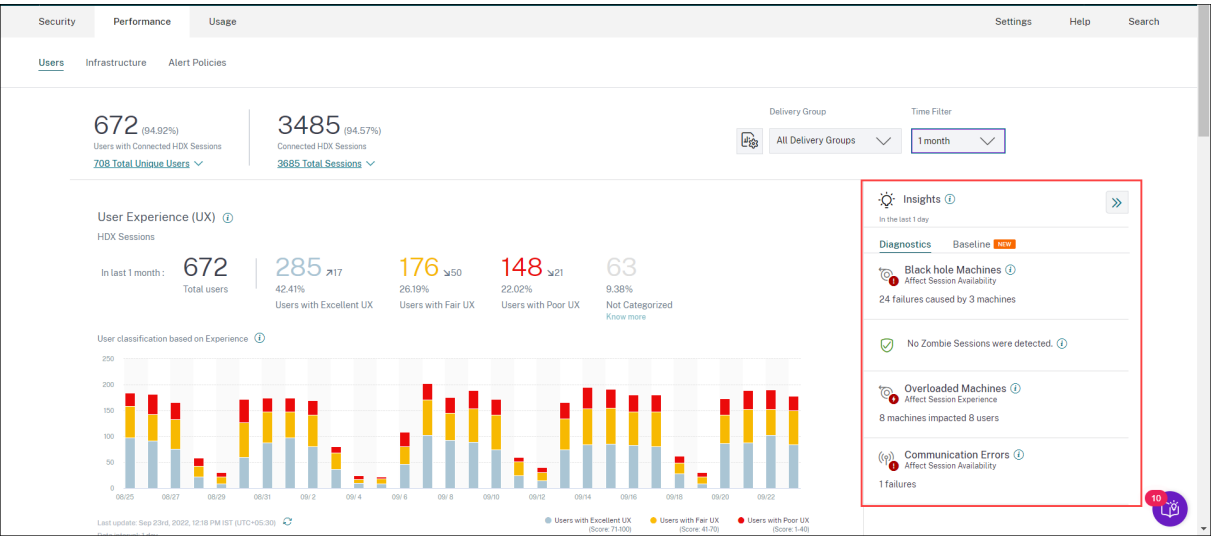 Security Performance Usage Settings Help Search
Users Infrastructure Alert Policies
672 (94.92%)
Users with Connected HDX Sessions
708 Total Unique Users
3485 (94.57%)
Connected HDX Sessions
3685 Total Sessions
Delivery Group
All Delivery Groups
Time Filter
1 month
User Experience (UX)
HDX Sessions
In last 1 month :
672
Total users
285 17
42.41%
Users with Excellent UX
176 50
26.19%
Users with Fair UX
148 21
22.02%
Users with Poor UX
63
9.38%
Not Categorized
Know more
User classification based on Experience
250
200
150
100
50
0
08/25 08/27 08/29 08/31 09/2 09/4 09/6 09/8 09/10 09/12 09/14 09/16 09/18 09/20 09/22
Last update: Sep 23rd, 2022, 12:18 PM IST (UTC+05:30)
Users with Excellent UX
(Score: 71-100)
Users with Fair UX
(Score: 41-70)
Users with Poor UX
(Score: 1-40)
Data interval: 1 day
Insights
In the last 1 day
Diagnostics Baseline NEW
Black hole Machines
Affect Session Availability
24 failures caused by 3 machines
No Zombie Sessions were detected.
Overloaded Machines
Affect Session Experience
8 machines impacted 8 users
Communication Errors
Affect Session Availability
1 failures
10